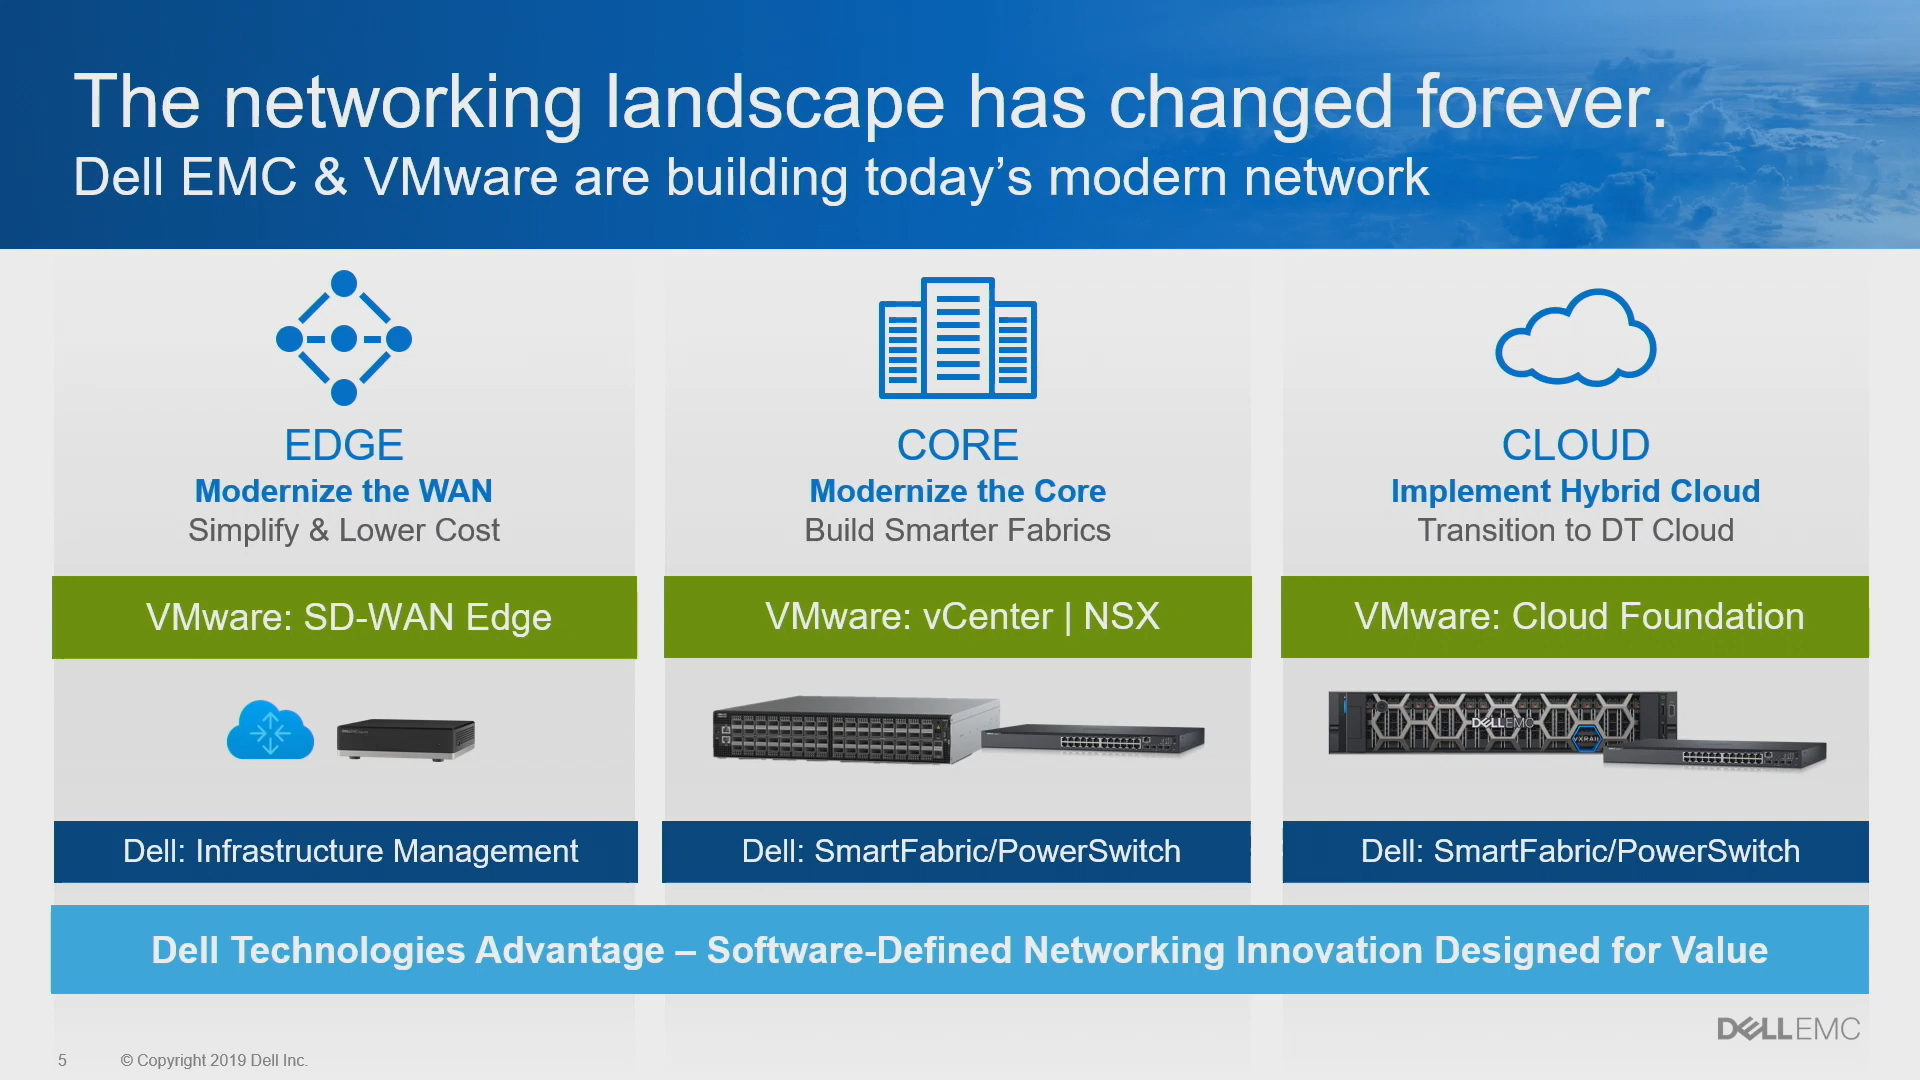 The networking landscape has changed forever.
Dell EMC & VMware are building today’s modern network
EDGE
Modernize the WAN
Simplify & Lower Cost
VMware: SD-WAN Edge
Dell: Infrastructure Management
CORE
Modernize the Core
Build Smarter Fabrics
VMware: vCenter | NSX
Dell: SmartFabric/PowerSwitch
CLOUD
Implement Hybrid Cloud
Transition to DT Cloud
VMware: Cloud Foundation
DELLEMC
VXRAIL
Dell: SmartFabric/PowerSwitch
Dell Technologies Advantage – Software-Defined Networking Innovation Designed for Value
DELLEMC
5
© Copyright 2019 Dell Inc.